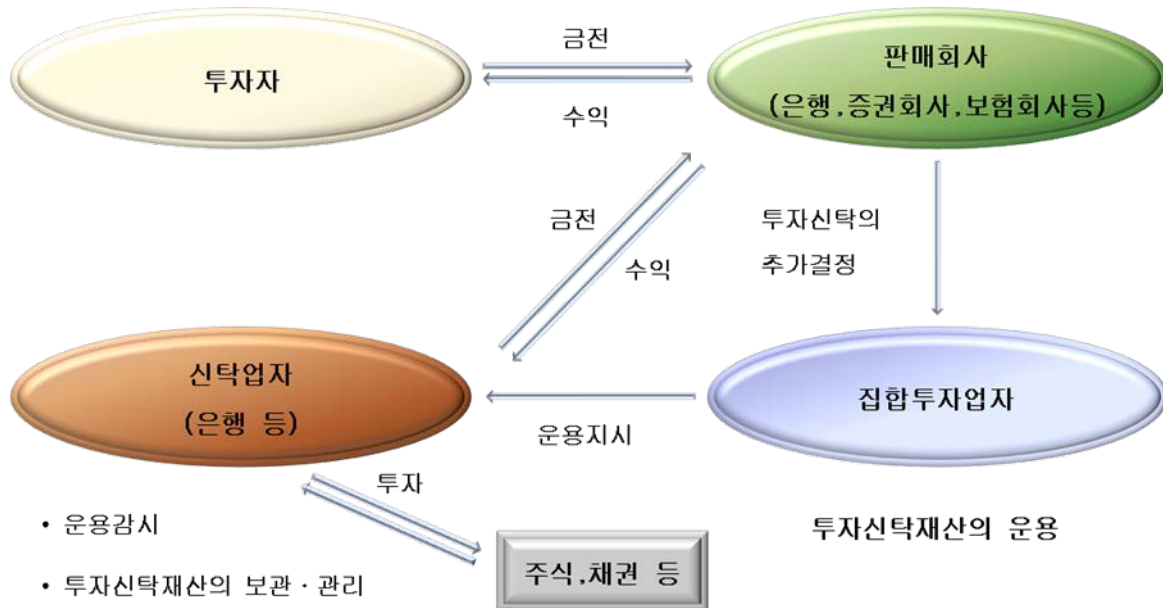 금전
투자자
판매회사
(은행,증권회사,보험회사등)
수익
금전
수익
투자신탁의
추가결정
신탁업자
(은행 등)
집합투자업자
운용지시
투자
• 운용감시
투자신탁재산의 운용
주식,채권 등
• 투자신탁재산의 보관 · 관리